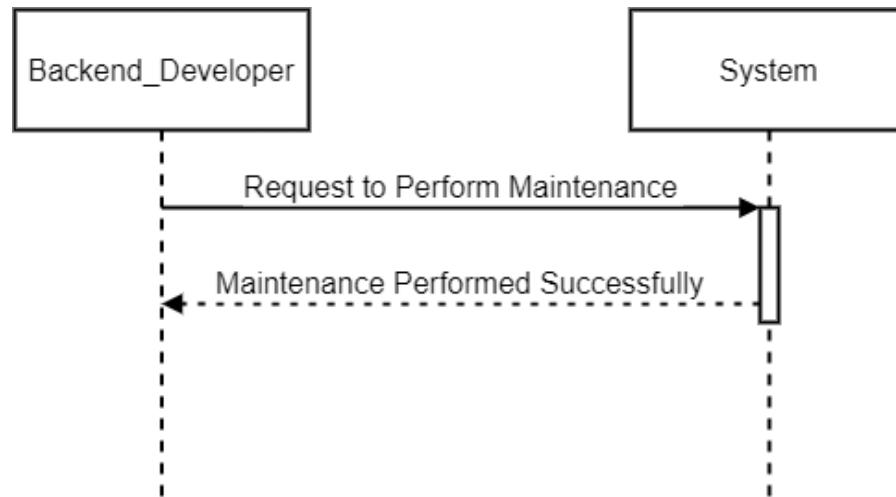 Backend_Developer
System
Request to Perform Maintenance
Maintenance Performed Successfully